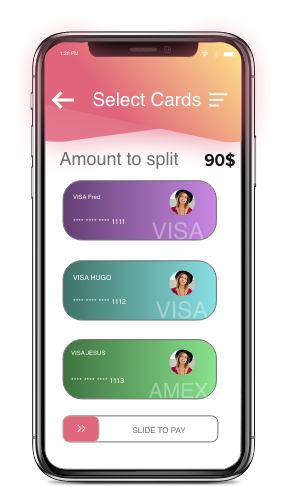 1:20 PM
Select Cards
Amount to split 90$
VISA Fred
**** **** **** 1111
VISA
VISA HUGO
**** **** **** 1112
VISA
VISA JESUS
**** **** **** 1113
AMEX
SLIDE TO PAY